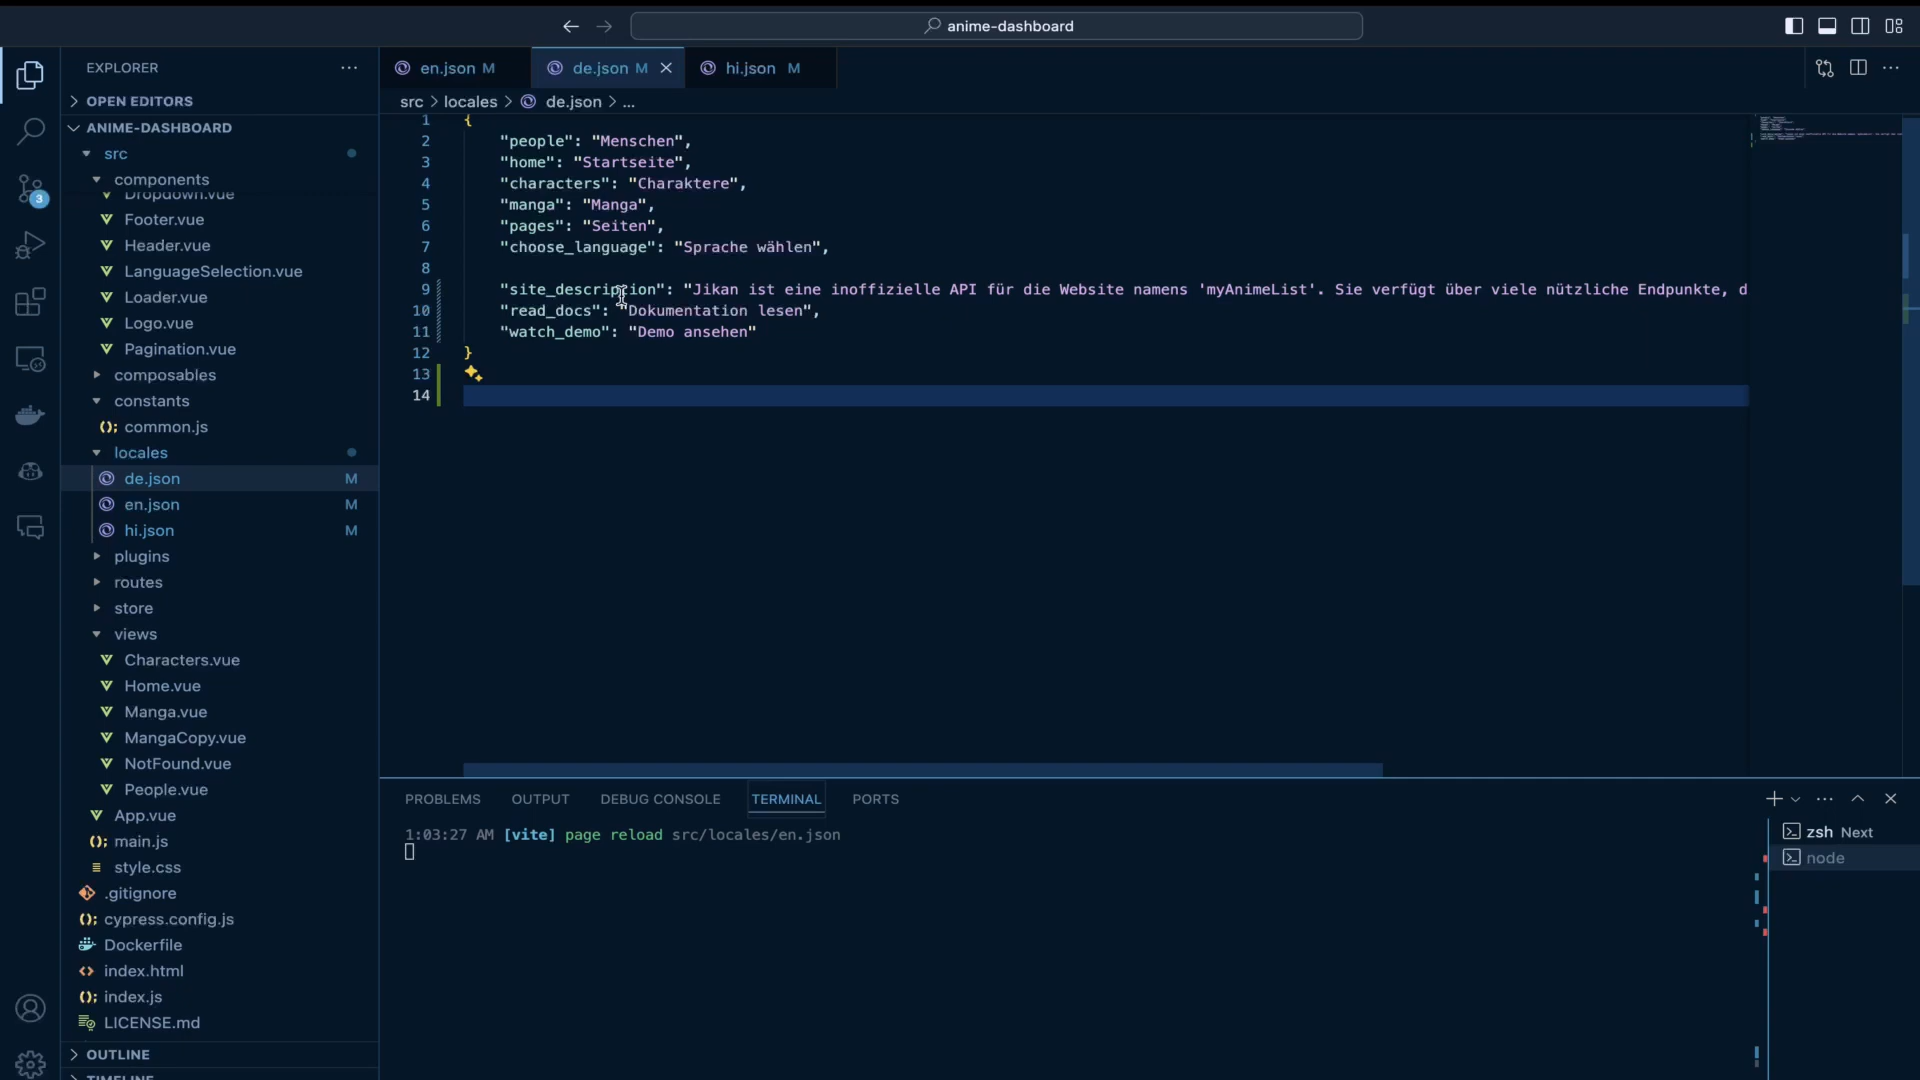 anime-dashboard
EXPLORER
OPEN EDITORS
ANIME-DASHBOARD
src
components
Dropdown.vue
Footer.vue
Header.vue
LanguageSelection.vue
Loader.vue
Logo.vue
Pagination.vue
composables
constants
common.js
locales
de.json M
en.json M
hi.json M
plugins
routes
store
views
Characters.vue
Home.vue
Manga.vue
MangaCopy.vue
NotFound.vue
People.vue
App.vue
main.js
style.css
.gitignore
cypress.config.js
Dockerfile
index.html
index.js
LICENSE.md
OUTLINE
TIMELINE
3
en.json M
de.json M
hi.json M
src > locales > de.json > ...
1 {
2 "people": "Menschen",
3 "home": "Startseite",
4 "characters": "Charaktere",
5 "manga": "Manga",
6 "pages": "Seiten",
7 "choose_language": "Sprache wählen",
8
9 "site_description": "Jikan ist eine inoffizielle API für die Website namens 'myAnimeList'. Sie verfügt über viele nützliche Endpunkte, d
10 "read_docs": "Dokumentation lesen",
11 "watch_demo": "Demo ansehen"
12 }
13
14
PROBLEMS OUTPUT DEBUG CONSOLE TERMINAL PORTS
1:03:27 AM [vite] page reload src/locales/en.json
zsh Next
node